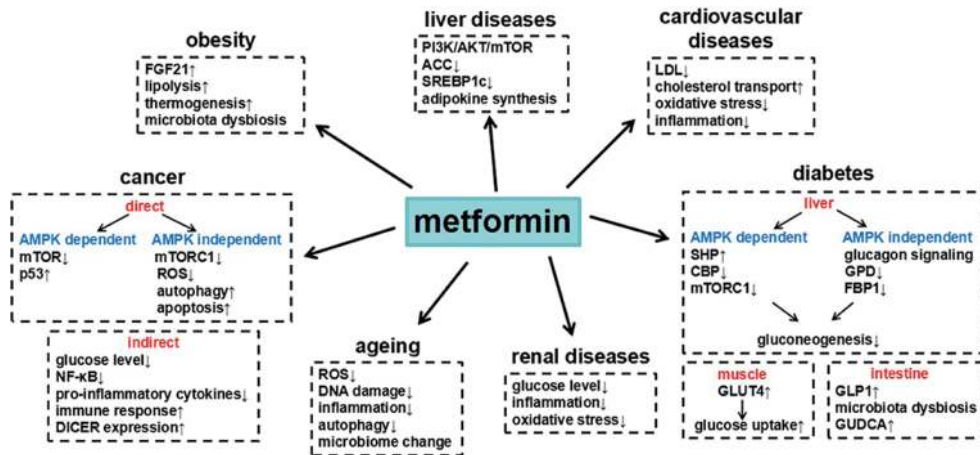 obesity
FGF21↑
lipolysis↑
thermogenesis↑
microbiota dysbiosis
liver diseases
PI3K/AKT/mTOR
ACC↓
SREBP1c↓
adipokine synthesis
cardiovascular
diseases
LDL↓
cholesterol transport↑
oxidative stress↓
inflammation↓
metformin
cancer
direct
AMPK dependent
mTOR↓
p53↑
AMPK independent
mTORC1↓
ROS↓
autophagy↑
apoptosis↑
indirect
glucose level↓
NF-κB↓
pro-inflammatory cytokines↓
immune response↑
DICER expression↑
ageing
ROS↓
DNA damage↓
inflammation↓
autophagy↓
microbiome change
renal diseases
glucose level↓
inflammation↓
oxidative stress↓
diabetes
liver
AMPK dependent
SHP↑
CBP↓
mTORC1↓
AMPK independent
glucagon signaling
GPD↓
FBP1↓
gluconeogenesis↓
muscle
GLUT4↑
glucose uptake↑
intestine
GLP1↑
microbiota dysbiosis
GUDCA↑